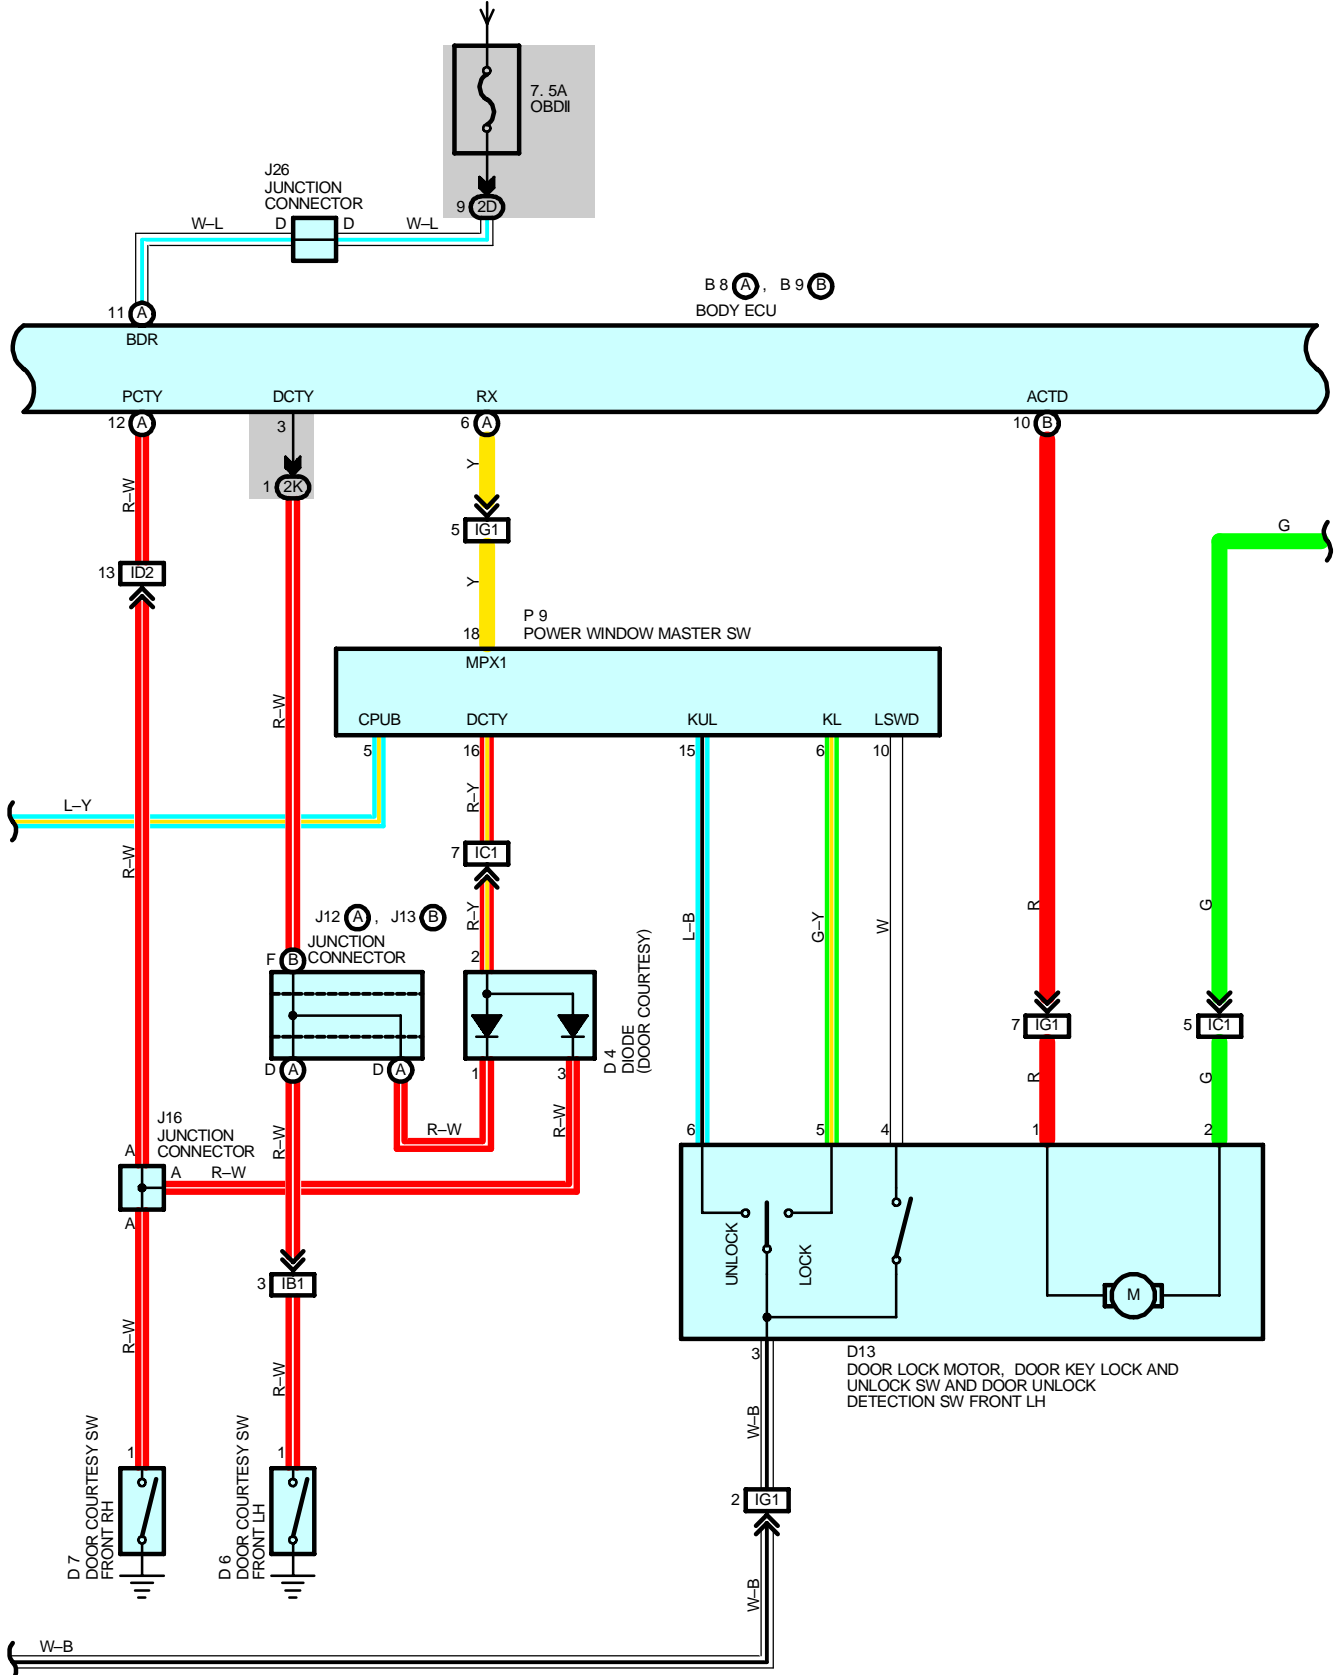 7. 5A
OBDII
J26
JUNCTION
CONNECTOR
9 2D
W–L D D W–L
B 8 A , B 9 B
BODY ECU
11 A
BDR
PCTY DCTY RX ACTD
12 A 3 6 A 10 B
R–W
1 2K
Y
5 IG1
G
13 ID2
Y
P 9
18 POWER WINDOW MASTER SW
MPX1
R–W
CPUB DCTY KUL KL LSWD
5 16 15 6 10
L–Y
R–Y
R–W
7 IC1
J12 A , J13 B
JUNCTION
CONNECTOR
F B
R–Y
2
L–B
G–Y
W
R
G
D 4
DIODE
(DOOR COURTESY)
7 IG1
5 IC1
D A D A 1 3
R
G
J16
JUNCTION
CONNECTOR
A
R–W
R–W
R–W
6 5 4 1 2
A R–W
A
UNLOCK
LOCK
M
3 IB1
R–W
R–W
3
D13
DOOR LOCK MOTOR, DOOR KEY LOCK AND
UNLOCK SW AND DOOR UNLOCK
DETECTION SW FRONT LH
W–B
1 1
D 7
DOOR COURTESY SW
FRONT RH
D 6
DOOR COURTESY SW
FRONT LH
2 IG1
W–B
W–B